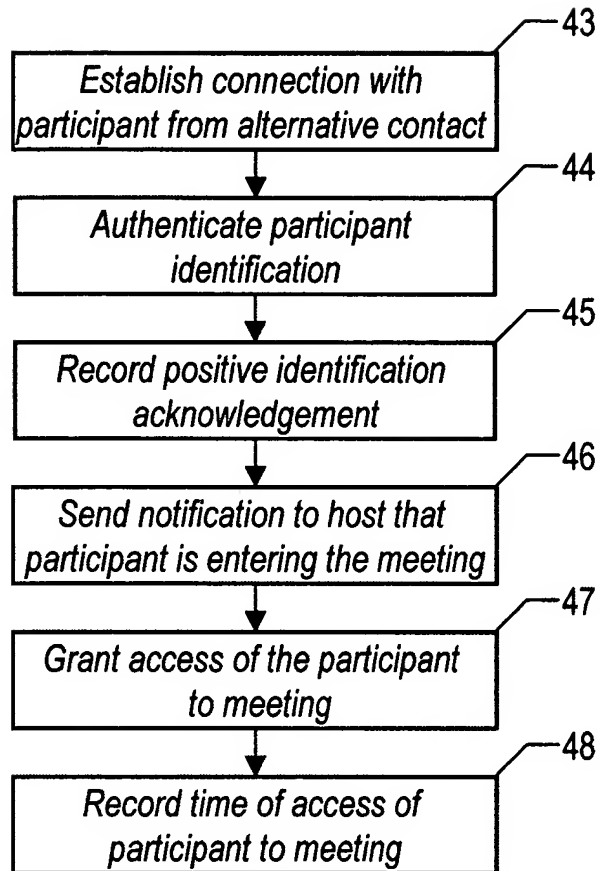 43
Establish connection with
participant from alternative contact
44
Authenticate participant
identification
45
Record positive identification
acknowledgement
46
Send notification to host that
participant is entering the meeting
47
Grant access of the participant
to meeting
48
Record time of access of
participant to meeting